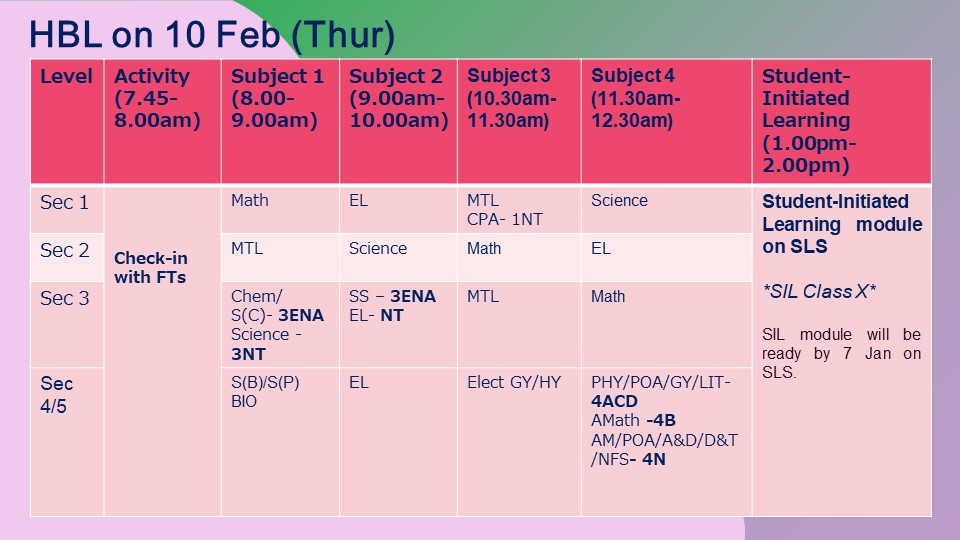 HBL on 10 Feb (Thur)
Level
Activity
(7.45-
8.00am)
Subject 1
(8.00-
9.00am)
Subject 2
(9.00am-
10.00am)
Subject 3
(10.30am-
11.30am)
Subject 4
(11.30am-
12.30am)
Student-
Initiated
Learning
(1.00pm-
2.00pm)
Sec 1
Check-in
with FTs
Math
EL
MTL
CPA- 1NT
Science
Student-Initiated
Learning module
on SLS
*SIL Class X*
SIL module will be
ready by 7 Jan on
SLS.
Sec 2
MTL
Science
Math
EL
Sec 3
Chem/
S(C)- 3ENA
Science -
3NT
SS – 3ENA
EL- NT
MTL
Math
Sec
4/5
S(B)/S(P)
BIO
EL
Elect GY/HY
PHY/POA/GY/LIT-
4ACD
AMath -4B
AM/POA/A&D/D&T
/NFS- 4N